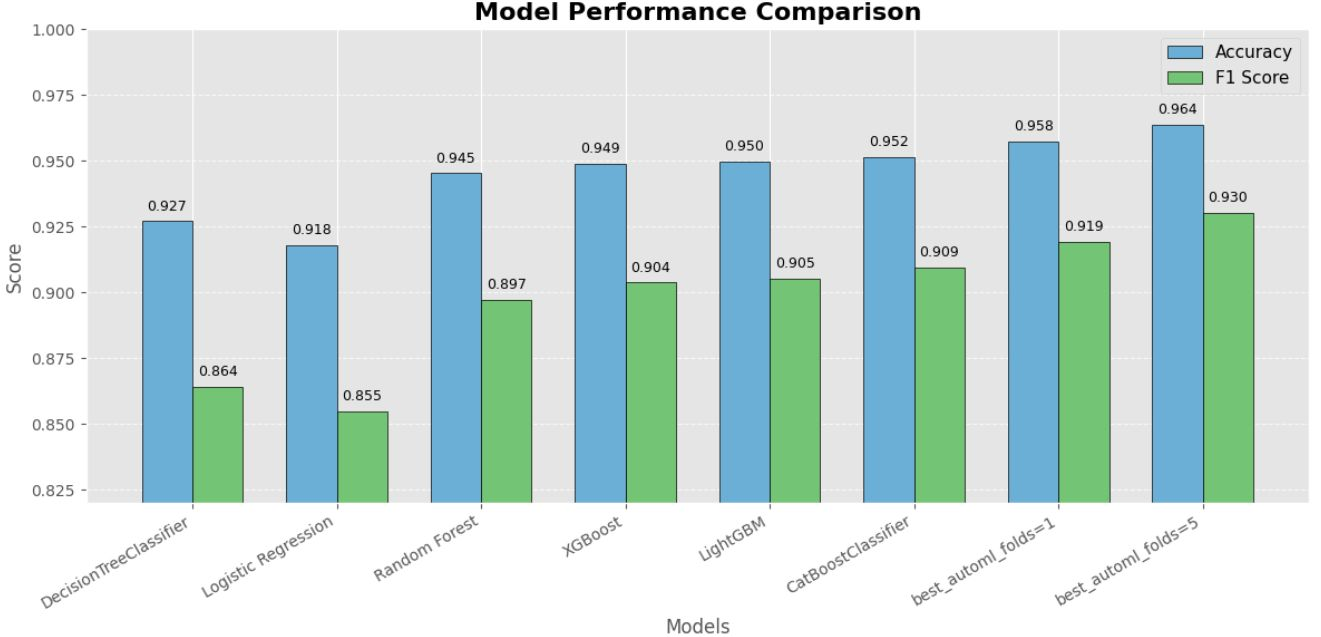 Model Performance Comparison
Accuracy
F1 Score
Score
1.000
0.975
0.950
0.925
0.900
0.875
0.850
0.825
0.927
0.864
0.918
0.855
0.945
0.897
0.949
0.904
0.950
0.905
0.952
0.909
0.958
0.919
0.964
0.930
DecisionTreeClassifier
Logistic Regression
Random Forest
XGBoost
LightGBM
CatBoostClassifier
best_automl_folds=1
best_automl_folds=5
Models